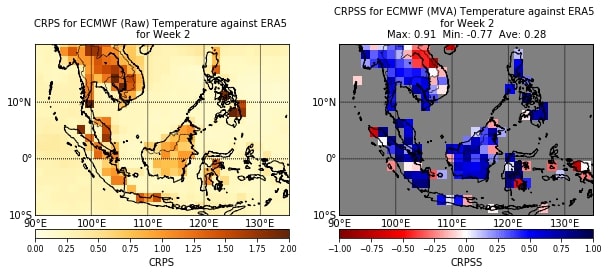 CRPS for ECMWF (Raw) Temperature against ERA5
for Week 2
10°N
0°
10°S
90°E 100°E 110°E 120°E 130°E
0.00 0.25 0.50 0.75 1.00 1.25 1.50 1.75 2.00
CRPS
CRPSS for ECMWF (MVA) Temperature against ERA5
for Week 2
Max: 0.91 Min: -0.77 Ave: 0.28
10°N
0°
10°S
90°E 100°E 110°E 120°E 130°E
−1.00 −0.75 −0.50 −0.25 0.00 0.25 0.50 0.75 1.00
CRPSS